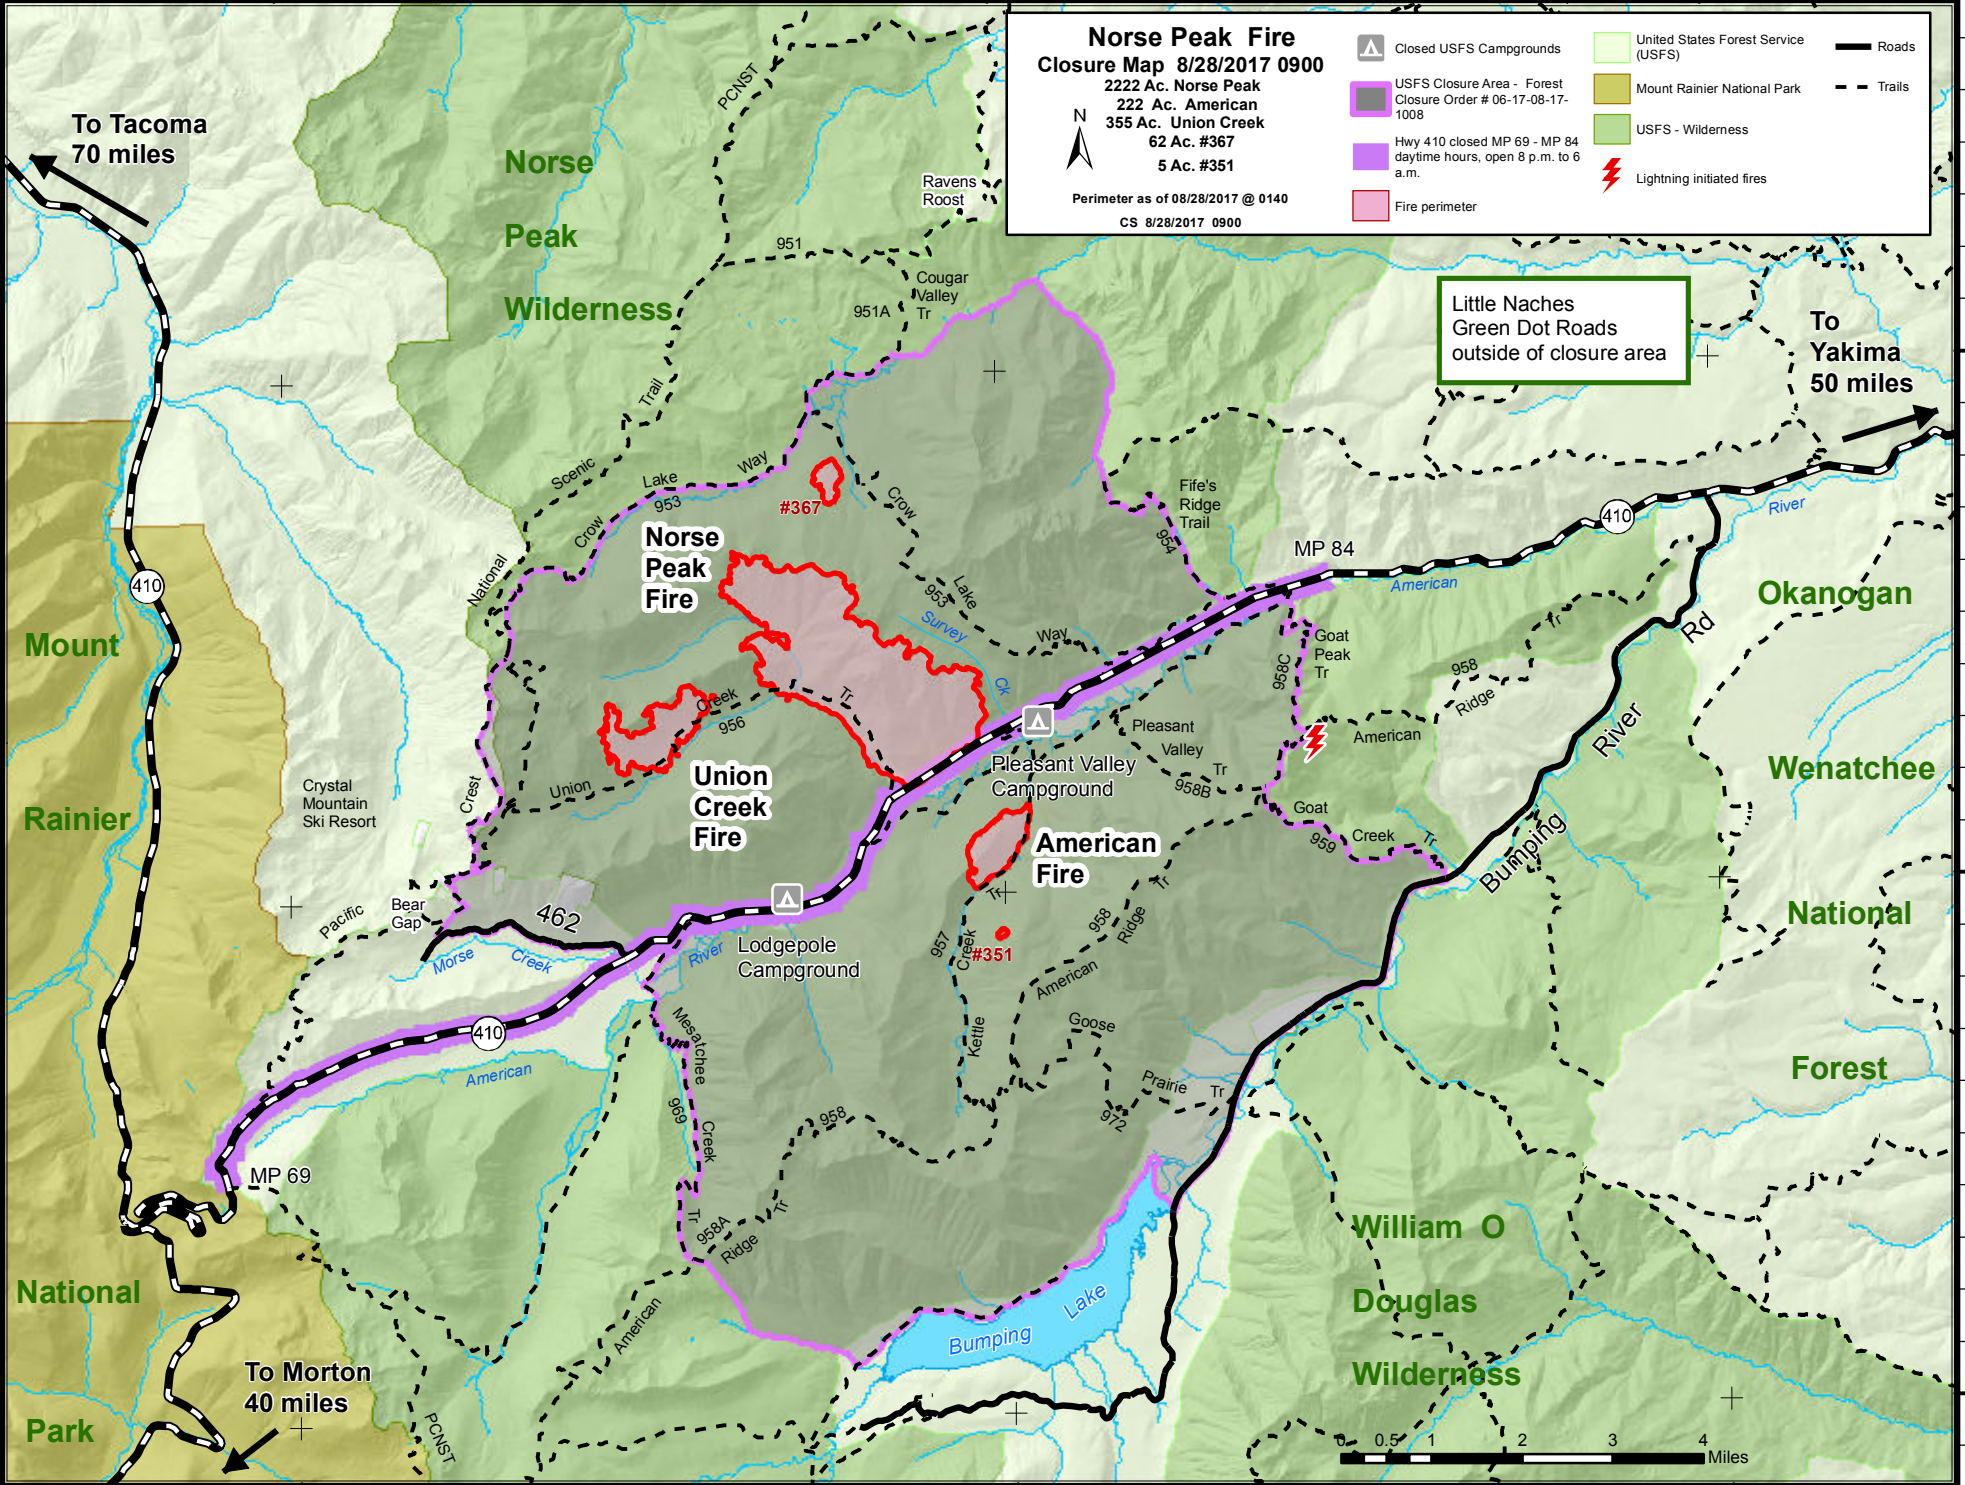 Norse Peak  Fire
Closure Map  8/28/2017 0900
2222 Ac. Norse Peak
222  Ac.  American
355 Ac.  Union Creek
62 Ac. #367
5 Ac. #351
Perimeter as of 08/28/2017 @ 0140
CS  8/28/2017  0900
N
Closed USFS Campgrounds
USFS Closure Area -  Forest
Closure Order # 06-17-08-17-
1008
Hwy 410 closed MP 69 - MP 84
daytime hours, open 8 p.m. to 6
a.m.
Fire perimeter
United States Forest Service
(USFS)
Mount Rainier National Park
USFS - Wilderness
Lightning initiated fires
Roads
Trails
To Tacoma
70 miles
Norse
Peak
Wilderness
PCNST
Ravens
Roost
951
951A
Cougar
Valley
Tr
Little Naches
Green Dot Roads
outside of closure area
To
Yakima
50 miles
Trail
Scenic
National
Crest
Pacific
Crow
Lake
Way
953
#367
Crow
Lake
953
Way
Norse
Peak
Fire
Survey
Ck
Fife's
Ridge
Trail
954
MP 84
410
American
River
410
Mount
Rainier
National
Park
Okanogan
Wenatchee
National
Forest
Goat
Peak
Tr
958C
958
Ridge
Tr
American
Rd
River
Bumping
Creek
956
Tr
Union
Union
Creek
Fire
Pleasant Valley
Campground
Pleasant
Valley
Tr
958B
Goat
Creek
Tr
959
American
Fire
Tr
957
Creek
Kettle
#351
958
Ridge
Tr
American
Crystal
Mountain
Ski Resort
Bear
Gap
462
Morse
Creek
Lodgepole
Campground
River
410
American
Mesatchee
Creek
Tr
969
958
Tr
958A
Ridge
American
Goose
Prairie
Tr
972
MP 69
Bumping
Lake
William  O
Douglas
Wilderness
To Morton
40 miles
PCNST
0
0.5
1
2
3
4
Miles